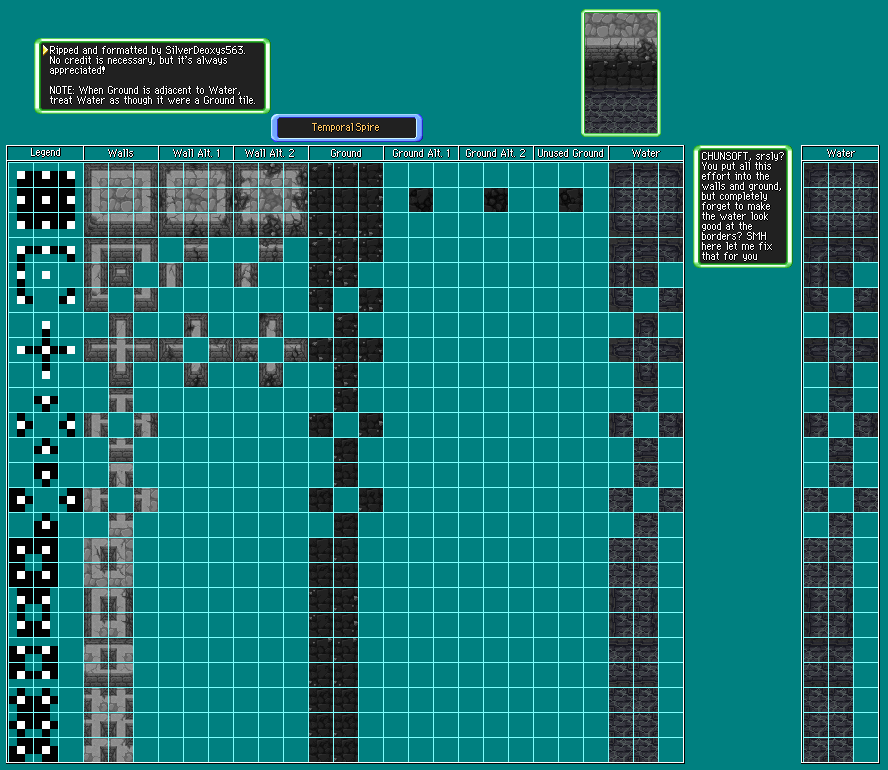 Ripped and formatted by SilverDeoxys563.
No credit is necessary, but it's always
appreciated!
NOTE: When Ground is adjacent to Water,
treat Water as though it were a Ground tile.
Temporal Spire
Legend Walls Wall Alt. 1 Wall Alt. 2 Ground Ground Alt. 1 Ground Alt. 2 Unused Ground Water Water
CHUNSOFT, srsly?
You put all this
effort into the
walls and ground,
but completely
forget to make
the water look
good at the
borders? SMH
here let me fix
that for you